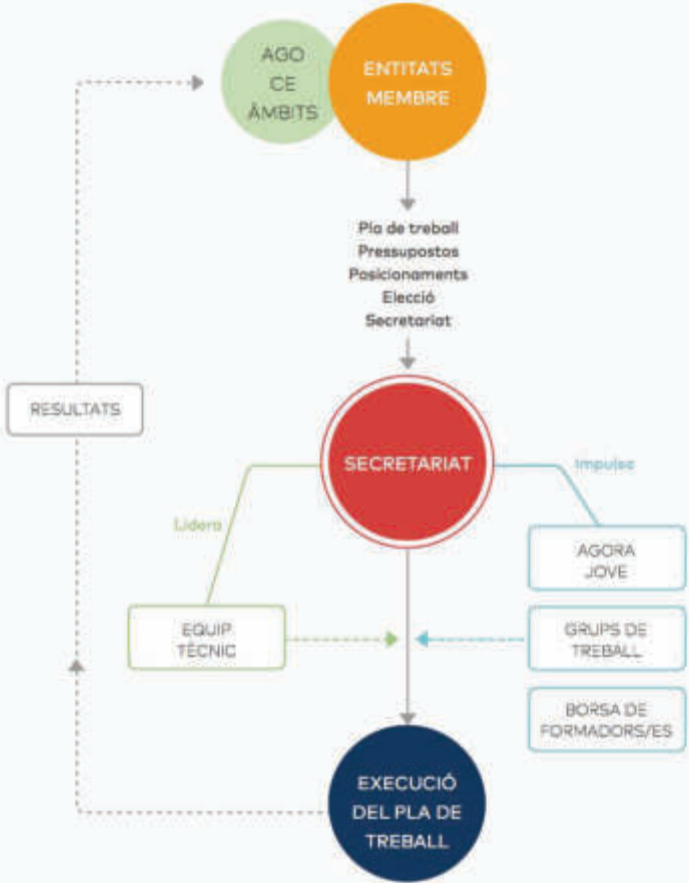 AGO
CE
ÀMBITS
ENTITATS
MEMBRE
Pla de treball
Pressupostos
Posicionaments
Elecció
Secretariat
RESULTATS
SECRETARIAT
Lidera
Impulsa
AGORA
JOVE
EQUIP
TÈCNIC
GRUPS DE
TREBALL
BORSA DE
FORMADORS/ES
EXECUCIÓ
DEL PLA DE
TREBALL